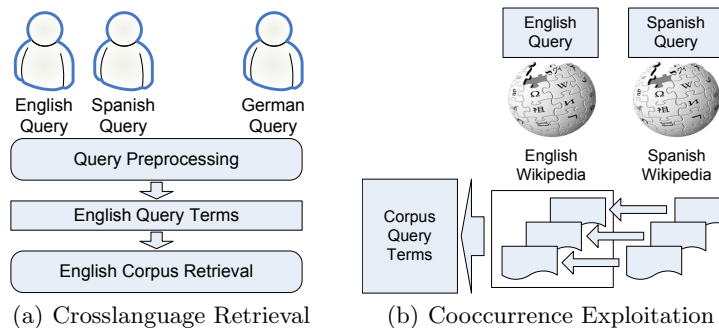 English
Query
Spanish
Query
German
Query
Query Preprocessing
English Query Terms
English Corpus Retrieval
(a) Crosslanguage Retrieval
English
Query
Spanish
Query
English
Wikipedia
Spanish
Wikipedia
Corpus
Query
Terms
(b) Cooccurrence Exploitation